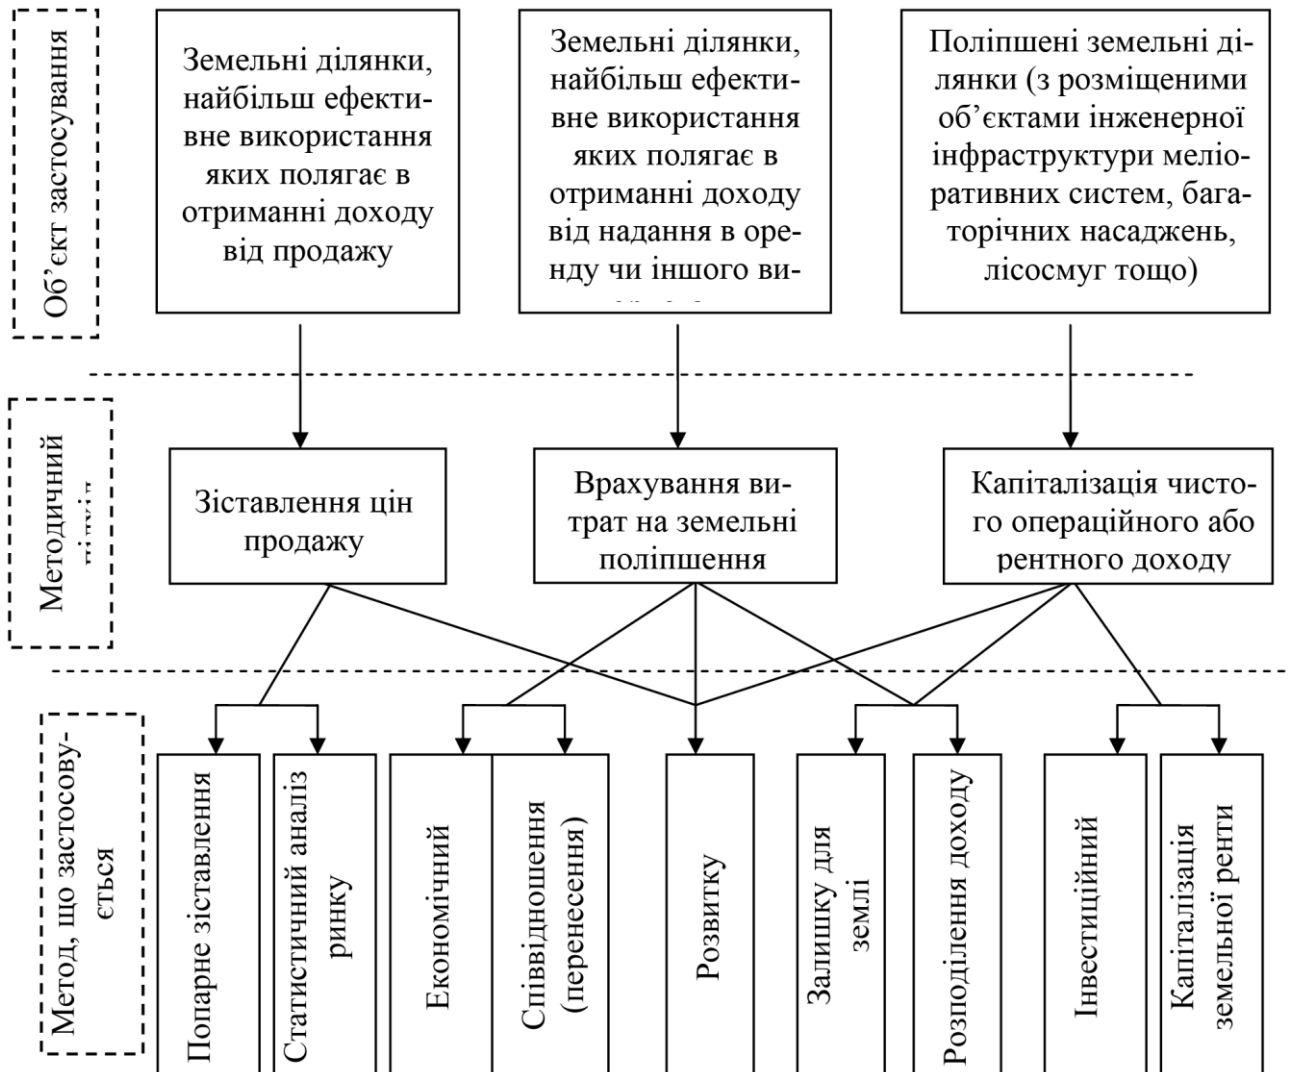 Об’єкт застосування
Земельні ділянки,
найбільш ефекти-
вне використання
яких полягає в
отриманні доходу
від продажу
Земельні ділянки,
найбільш ефекти-
вне використання
яких полягає в
отриманні доходу
від надання в оре-
нду чи іншого ви-
Поліпшені земельні ді-
лянки (з розміщеними
об’єктами інженерної
інфраструктури меліо-
ративних систем, бага-
торічних насаджень,
лісосмуг тощо)
Методичний
Зіставлення цін
продажу
Врахування ви-
трат на земельні
поліпшення
Капіталізація чисто-
го операційного або
рентного доходу
Метод, що застосову-
ється
Попарне зіставлення
Статистичний аналіз
ринку
Економічний
Співвідношення
(перенесення)
Розвитку
Залишку для
землі
Розподілення доходу
Інвестиційний
Капіталізація
земельної ренти